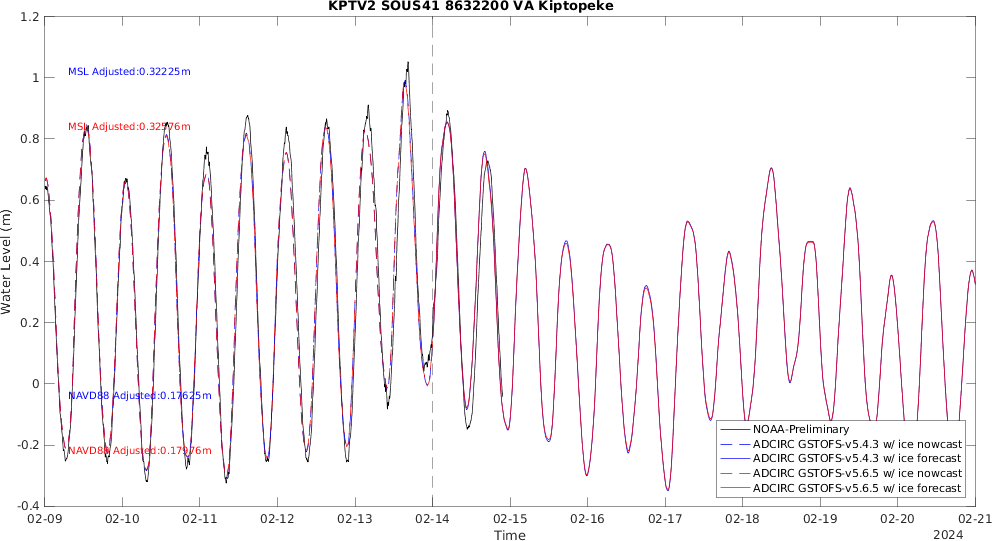 KPTV2 SOUS41 8632200 VA Kiptopeke
1.2
1
0.8
0.6
0.4
0.2
0
-0.2
-0.4
Water Level (m)
MSL Adjusted:0.32225m
MSL Adjusted:0.32576m
NAVD88 Adjusted:0.17625m
NAVD88 Adjusted:0.17976m
NOAA-Preliminary
ADCIRC GSTOFS-v5.4.3 w/ ice nowcast
ADCIRC GSTOFS-v5.4.3 w/ ice forecast
ADCIRC GSTOFS-v5.6.5 w/ ice nowcast
ADCIRC GSTOFS-v5.6.5 w/ ice forecast
02-09 02-10 02-11 02-12 02-13 02-14 02-15 02-16 02-17 02-18 02-19 02-20 02-21
Time
2024